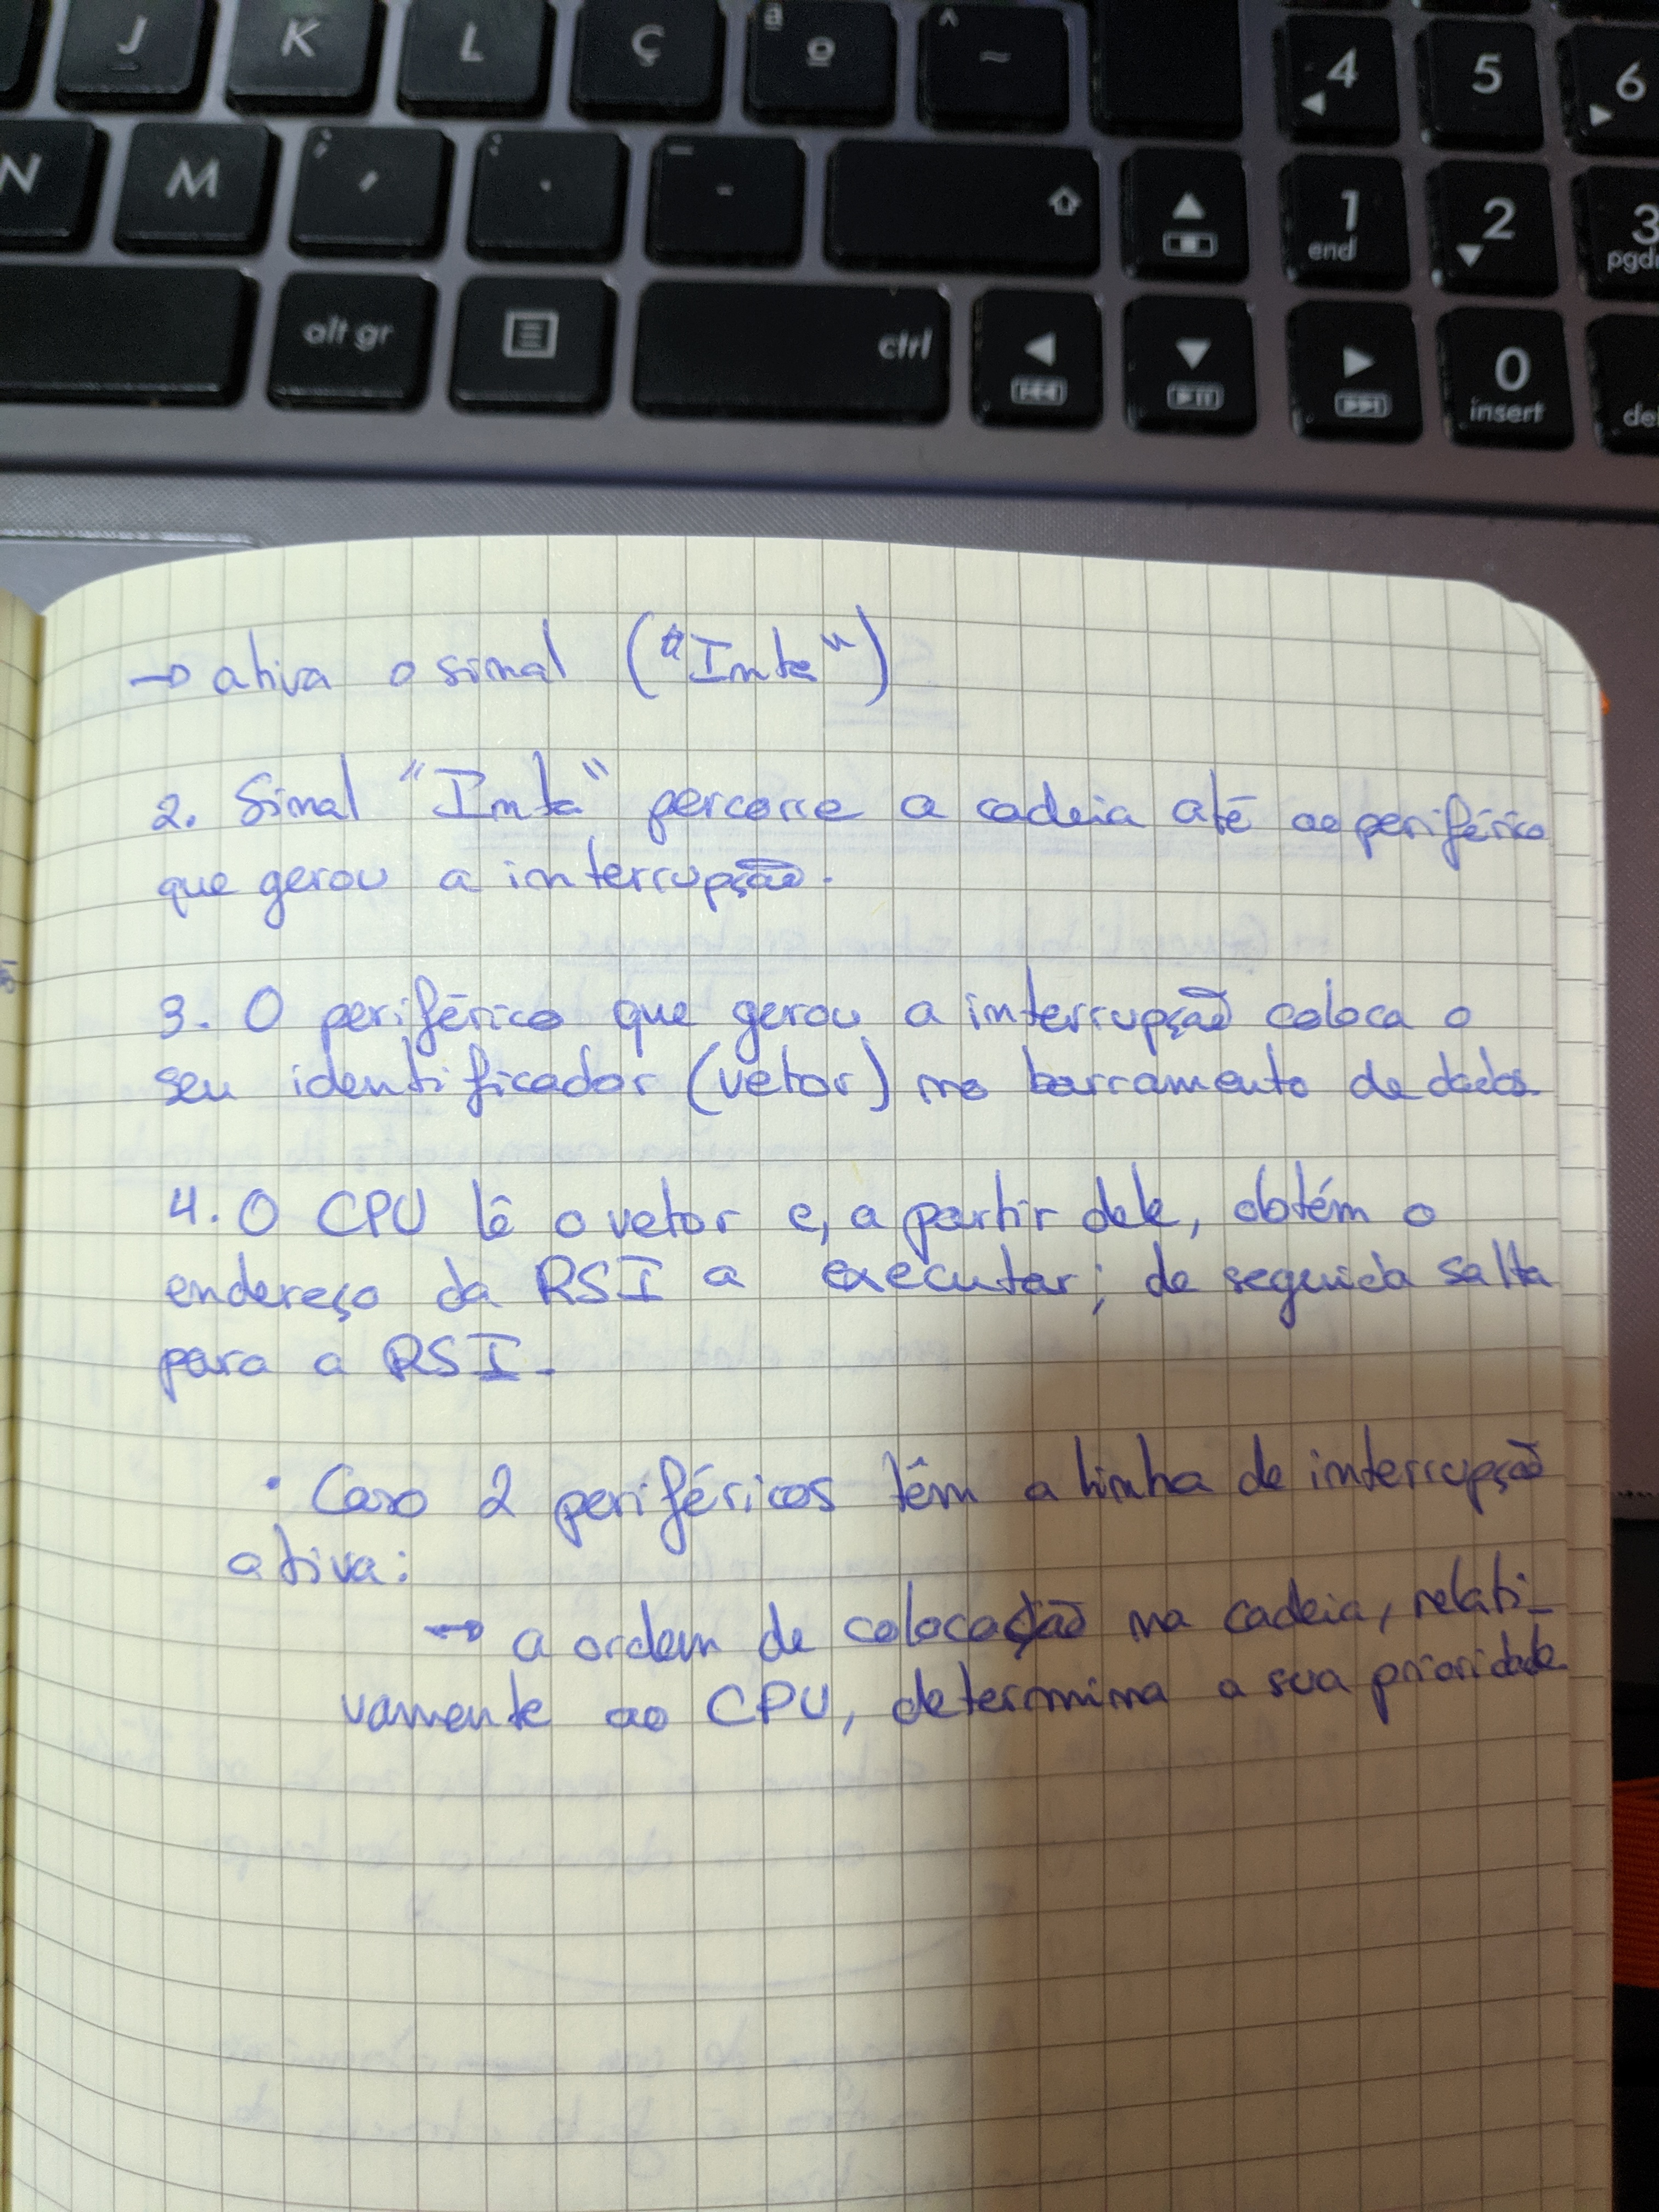 J K L Ç ª º ^ ~ 4 5 6
N M ; , : . _ - 1 end 2 3
alt gr ctrl 0 insert
→ ativa o sinal ("Inta")
2. Sinal "Inta" percorre a cadeia até ao periférico
que gerou a interrupção.
3. O periférico que gerou a interrupção coloca o
seu identificador (vetor) no barramento de dados
4. O CPU lê o vetor e, a partir dele, obtém o
endereço da RSI a executar; de seguida salta
para a RSI.
• Caso 2 periféricos têm a linha de interrupção
ativa:
→ a ordem de colocação na cadeia, relati-
vamente ao CPU, determina a sua prioridade